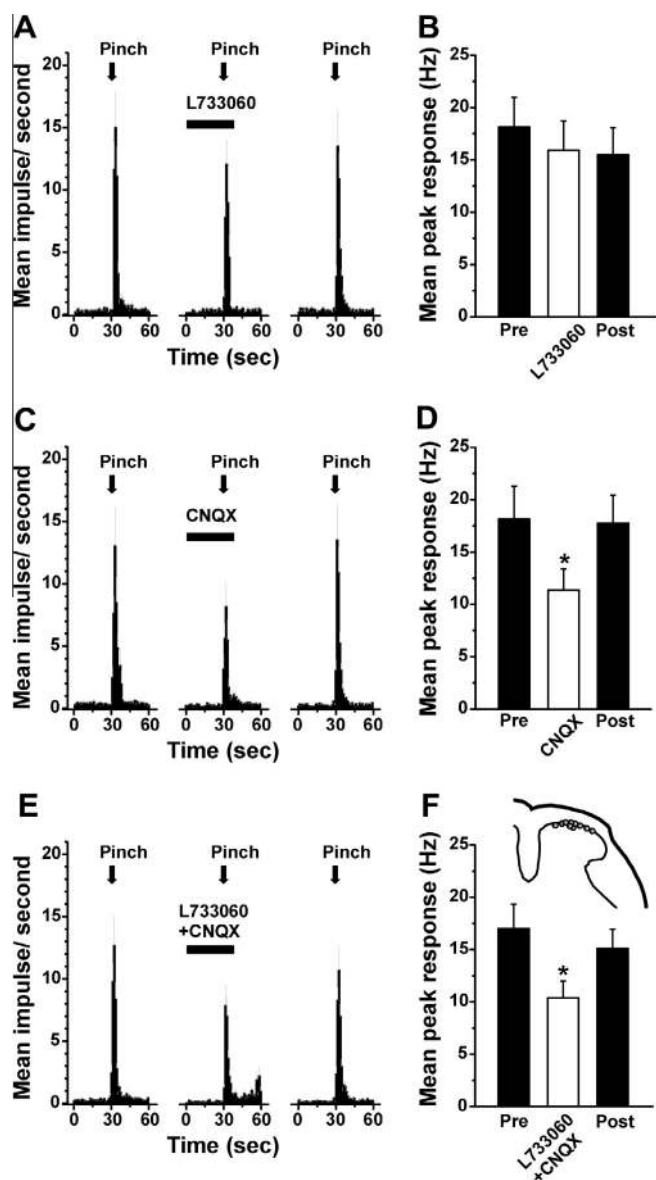 A
Mean impulse/ second
20
15
10
5
0
Pinch Pinch Pinch
L733060
0 30 60 0 30 60 0 30 60
Time (sec)
B
Mean peak response (Hz)
25
20
15
10
5
0
Pre L733060 Post
C
Mean impulse/ second
20
15
10
5
0
Pinch Pinch Pinch
CNQX
0 30 60 0 30 60 0 30 60
Time (sec)
D
Mean peak response (Hz)
25
20
15
10
5
0
*
Pre CNQX Post
E
Mean impulse/ second
20
15
10
5
0
Pinch Pinch Pinch
L733060
+CNQX
0 30 60 0 30 60 0 30 60
Time (sec)
F
Mean peak response (Hz)
25
20
15
10
5
0
*
Pre L733060 Post
+CNQX